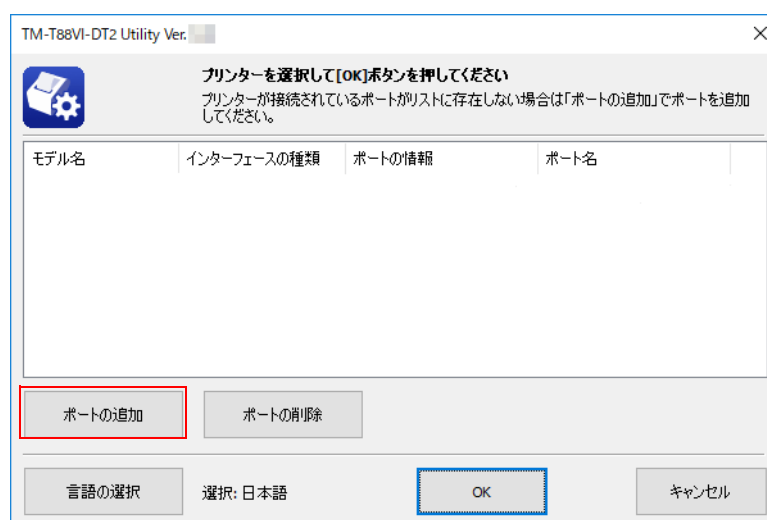 TM-T88VI-DT2 Utility Ver.
プリンターを選択して[OK]ボタンを押してください
プリンターが接続されているポートがリストに存在しない場合は「ポートの追加」でポートを追加
してください。
モデル名 インターフェースの種類 ポートの情報 ポート名
ポートの追加 ポートの削除
言語の選択 選択: 日本語 OK キャンセル